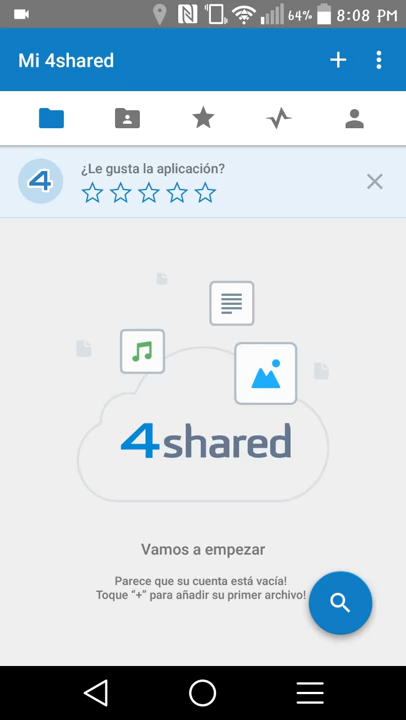 64% 8:08 PM
Mi 4shared
4 ¿Le gusta la aplicación?
4shared
Vamos a empezar
Parece que su cuenta está vacía!
Toque “+” para añadir su primer archivo!